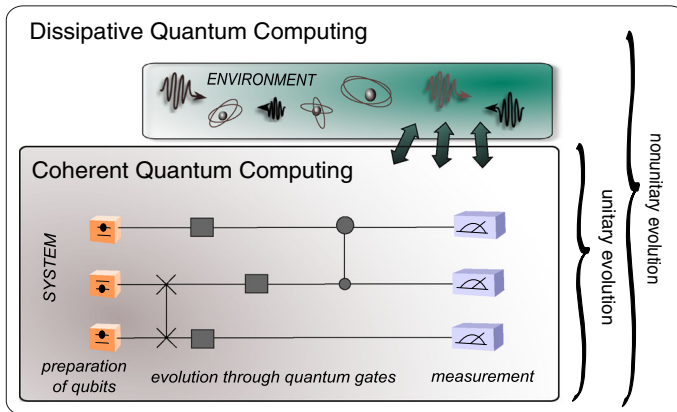 Dissipative Quantum Computing
ENVIRONMENT
Coherent Quantum Computing
SYSTEM
preparation
of qubits
evolution through quantum gates
measurement
unitary evolution
nonunitary evolution